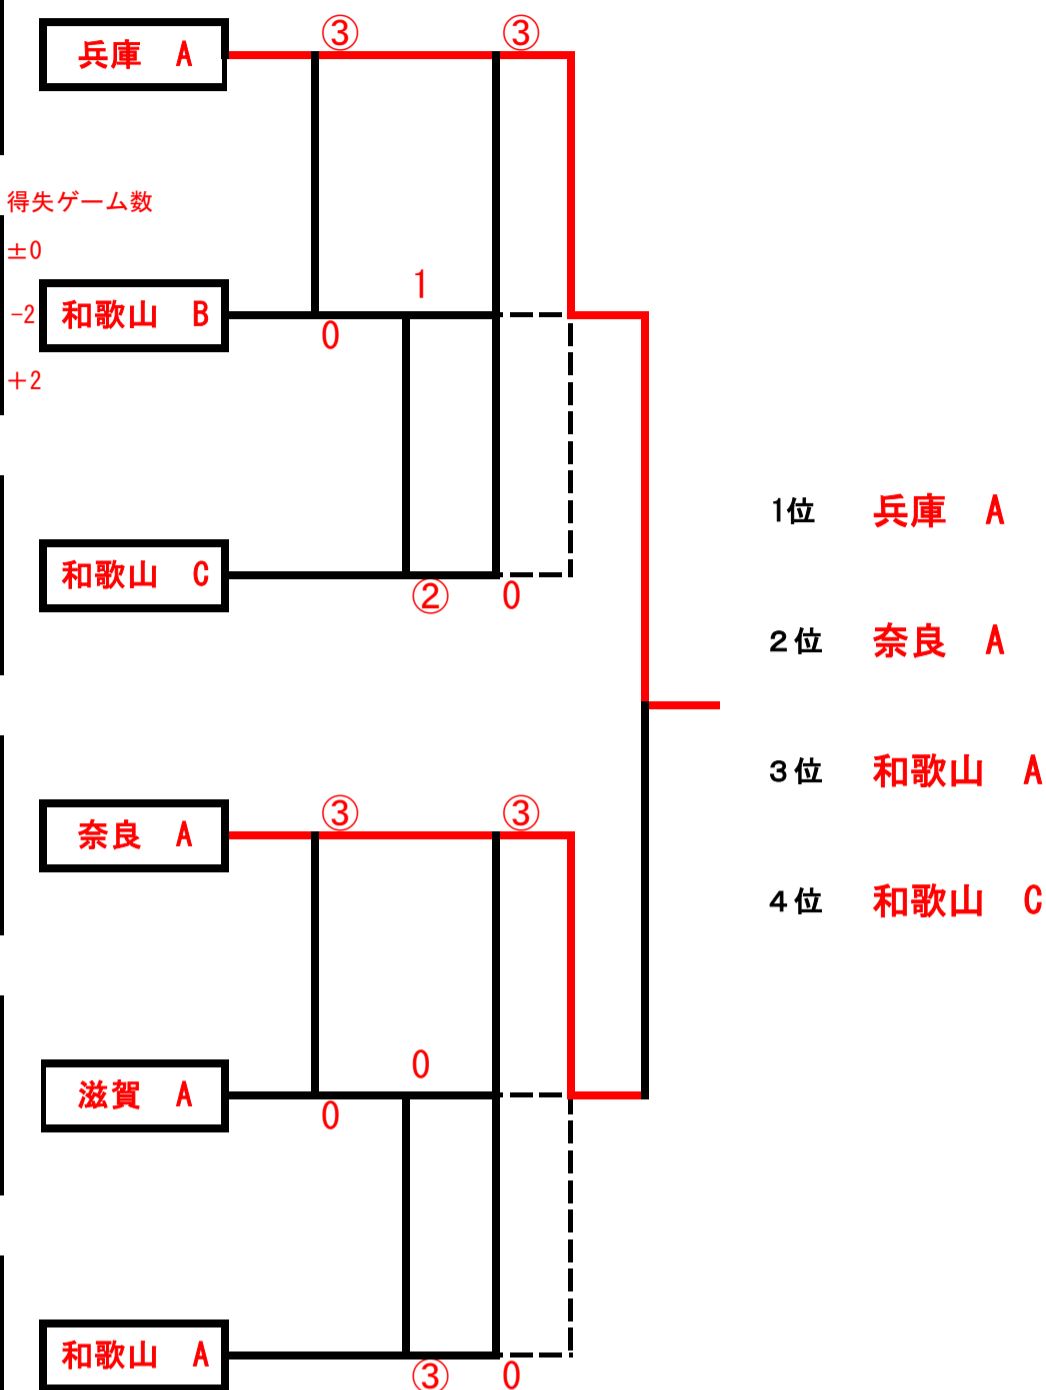 ③ ③
兵庫 A
得失ゲーム数
±0
1
-2 和歌山 B
0
+2
1位 兵庫 A
和歌山 C
② 0
2位 奈良 A
3位 和歌山 A
③ ③
奈良 A
4位 和歌山 C
0
滋賀 A
0
和歌山 A
③ 0